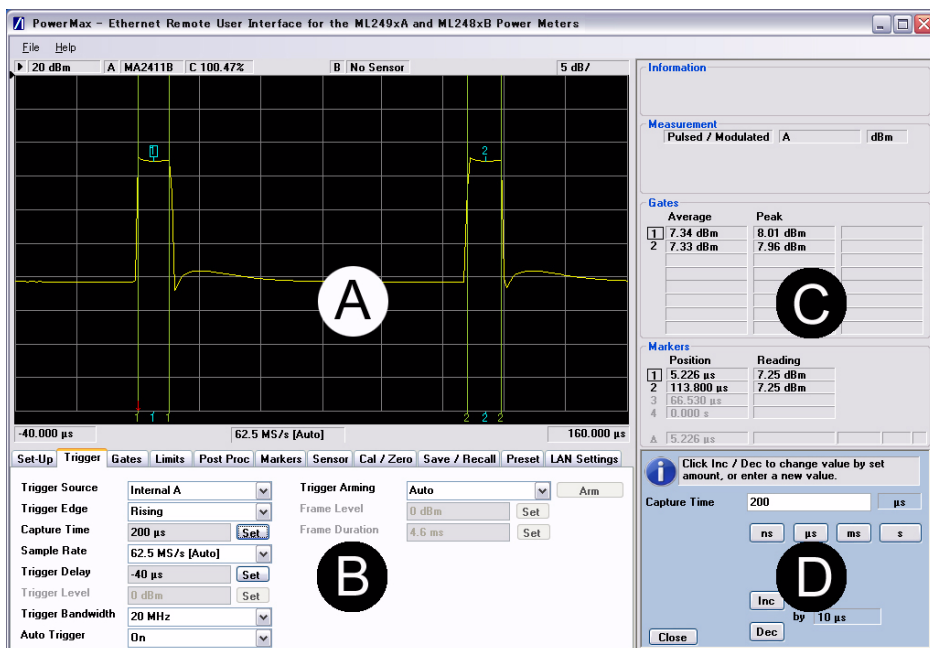 PowerMax - Ethernet Remote User Interface for the ML249xA and ML248xB Power Meters
File Help
20 dBm A MA2411B C 100.47% B No Sensor 5 dB/
1 2
A
1 1 1 2 2 2
-40.000 µs 62.5 MS/s [Auto] 160.000 µs
Information
Measurement
Pulsed / Modulated A dBm
Gates
Average Peak
1 7.34 dBm 8.01 dBm
2 7.33 dBm 7.96 dBm
C
Markers
Position Reading
1 5.226 µs 7.25 dBm
2 113.800 µs 7.25 dBm
3 66.530 µs
4 0.000 s
Δ 5.226 µs
Set-Up Trigger Gates Limits Post Proc Markers Sensor Cal / Zero Save / Recall Preset LAN Settings
Trigger Source Internal A
Trigger Edge Rising
Capture Time 200 µs Set..
Sample Rate 62.5 MS/s [Auto]
Trigger Delay -40 µs Set
Trigger Level 0 dBm Set
Trigger Bandwidth 20 MHz
Auto Trigger On
Trigger Arming Auto Arm
Frame Level 0 dBm Set
Frame Duration 4.6 ms Set
B
Click Inc / Dec to change value by set
amount, or enter a new value.
Capture Time 200 µs
ns µs ms s
D
Inc
by 10 µs
Dec
Close